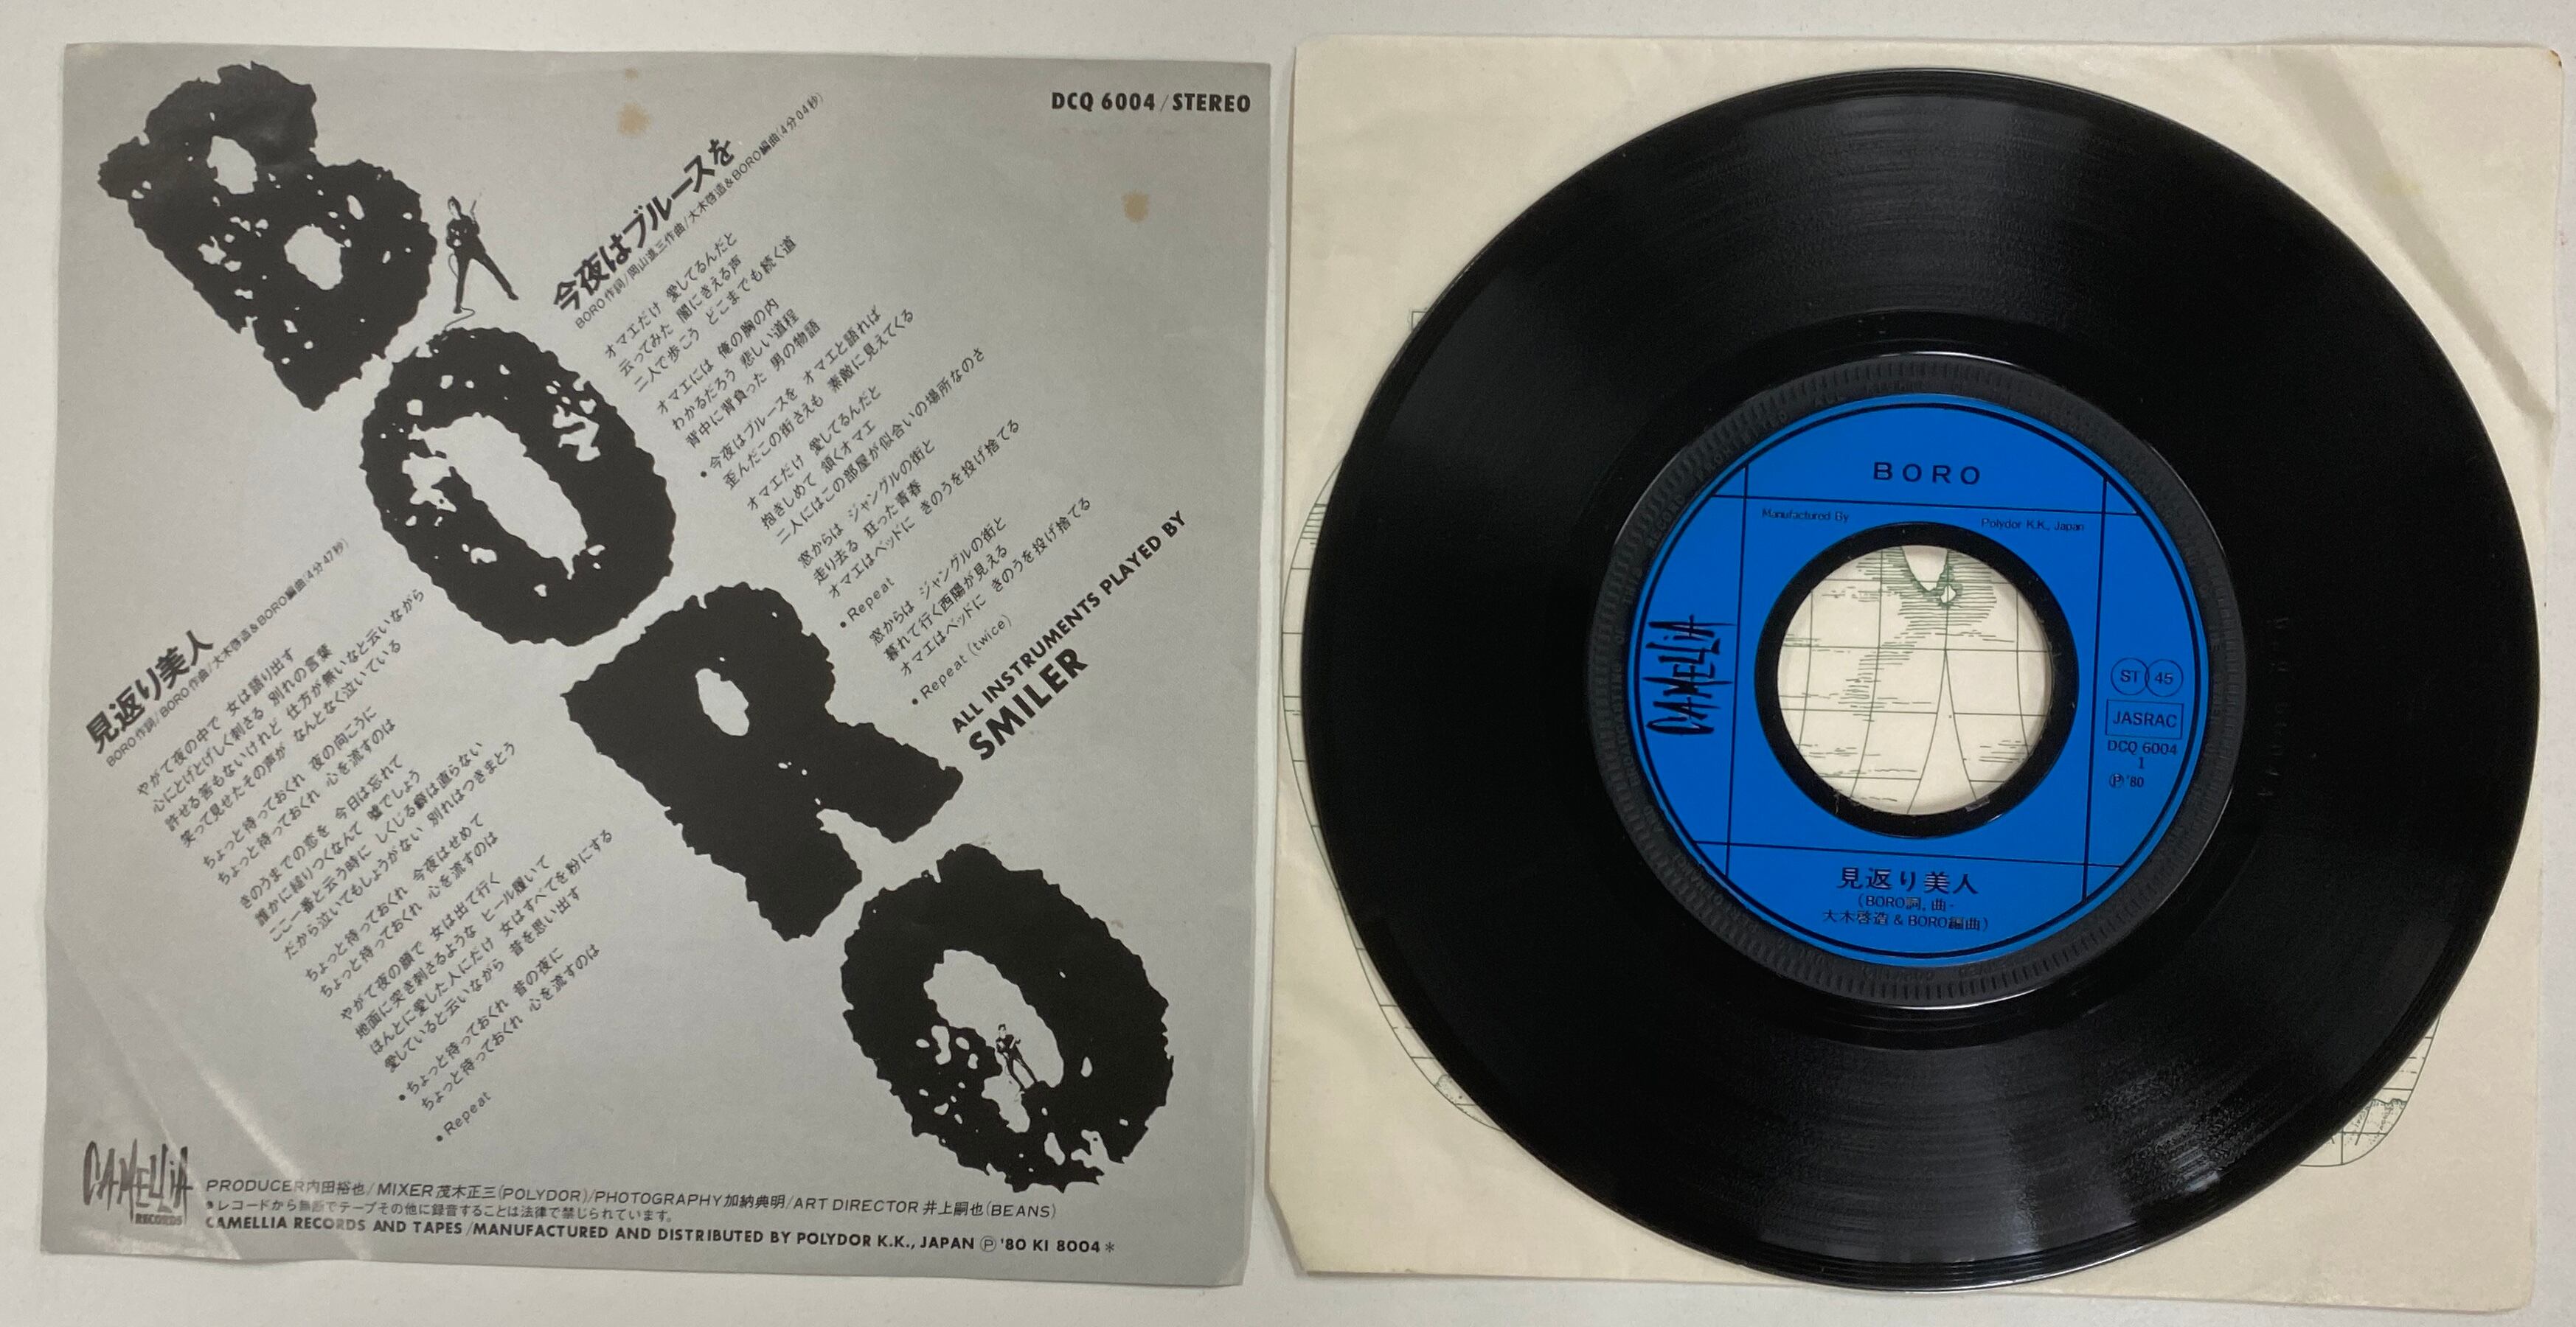 DCQ 6004/STEREO
BORO
今夜はブルースを
BORO作詞/岡山進三作曲/大木啓造&BORO編曲(4分04秒)
オマエだけ 愛してるんだと
云ってみた 闇にきえる声
二人で歩こう どこまでも続く道
オマエには 俺の胸の内
わかるだろう 悲しい道程
背中に背負った 男の物語
●今夜はブルースを オマエと語れば
歪んだこの街さえも 素敵に見えてくる
オマエだけ 愛してるんだと
抱きしめて 頷くオマエ
二人にはこの部屋が似合いの場所なのさ
窓からは ジャングルの街と
走り去る 狂った青春
オマエはベッドに きのうを投げ捨てる
●Repeat
窓からは ジャングルの街と
暮れて行く西陽が見える
オマエはベッドに きのうを投げ捨てる
●Repeat (twice)
ALL INSTRUMENTS PLAYED BY
SMILER
見返り美人
BORO作詞/BORO作曲/大木啓造&BORO編曲(4分47秒)
やがて夜の中で 女は語り出す
心にとげとげしく刺さる 別れの言葉
許せる筈もないけれど 仕方が無いなと云いながら
笑って見せたその声が なんとなく泣いている
ちょっと待っておくれ 夜の向こうに
ちょっと待っておくれ 心を流すのは
きのうまでの恋を 今日は忘れて
誰かに縋りつくなんて 嘘でしょう
ここ一番と云う時に しくじる癖は直らない
だから泣いてもしょうがない 別れはつきまとう
ちょっと待っておくれ 今夜はせめて
ちょっと待っておくれ 心を流すのは
やがて夜の顔で 女は出て行く
地面に突き刺さるような ヒール履いて
ほんとに愛した人にだけ 女はすべてを粉にする
愛していると云いながら 昔を思い出す
●ちょっと待っておくれ 昔の夜に
ちょっと待っておくれ 心を流すのは
●Repeat
CAMELLIA
RECORDS
PRODUCER内田裕也/MIXER茂木正三(POLYDOR)/PHOTOGRAPHY加納典明/ART DIRECTOR井上嗣也(BEANS)
●レコードから無断でテープその他に録音することは法律で禁じられています。
CAMELLIA RECORDS AND TAPES/MANUFACTURED AND DISTRIBUTED BY POLYDOR K.K., JAPAN Ⓟ'80 KI 8004＊
BORO
Manufactured By Polydor K.K., Japan
CAMELLIA
ST 45
JASRAC
DCQ 6004
1
Ⓟ'80
見返り美人
(BORO詞, 曲-
大木啓造&BORO編曲)